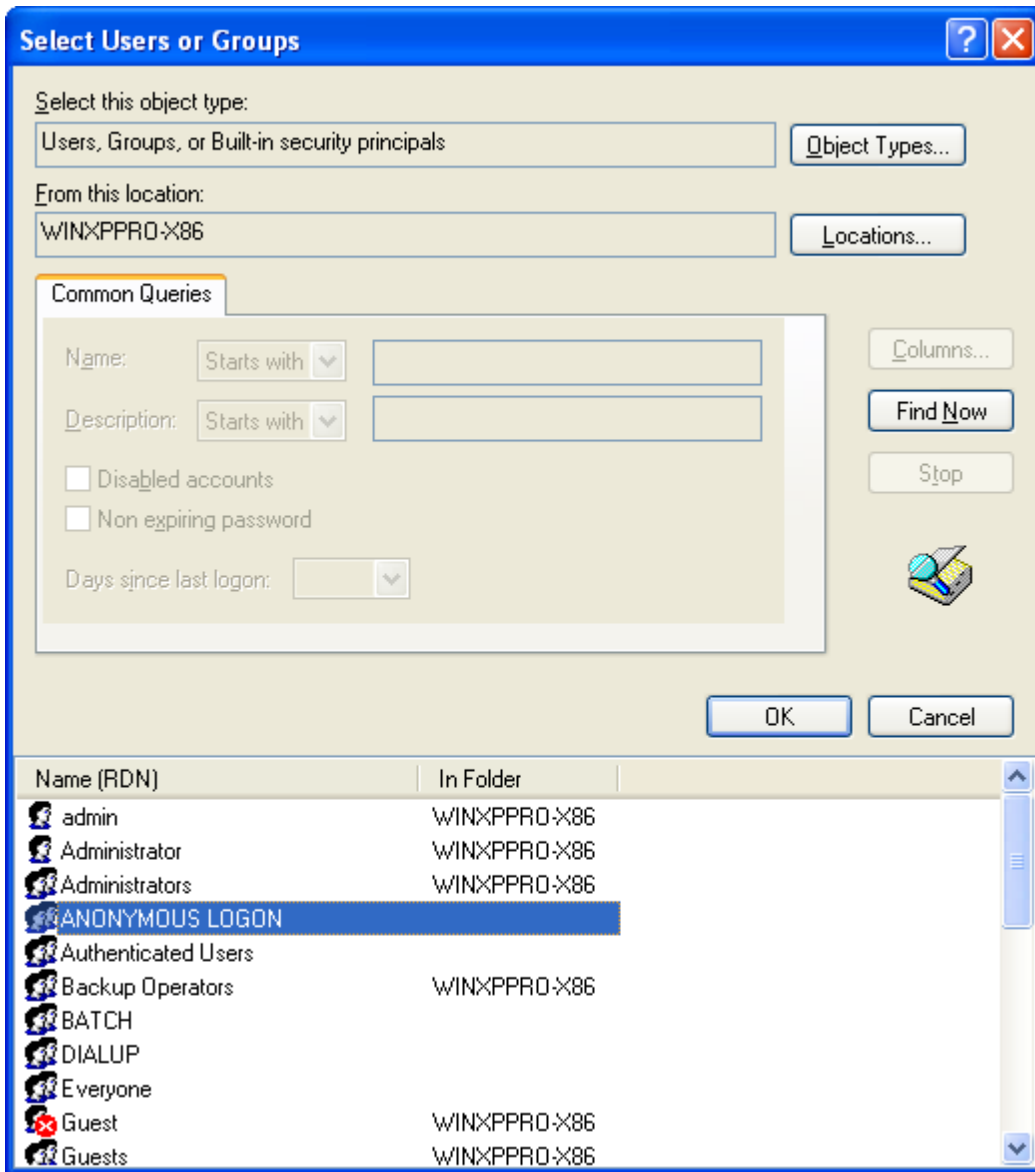 Select Users or Groups
Select this object type:
Users, Groups, or Built-in security principals
Object Types...
From this location:
WINXPPRO-X86
Locations...
Common Queries
Name: Starts with
Columns...
Description: Starts with
Find Now
Disabled accounts
Stop
Non expiring password
Days since last logon:
OK Cancel
Name (RDN) In Folder
admin WINXPPRO-X86
Administrator WINXPPRO-X86
Administrators WINXPPRO-X86
ANONYMOUS LOGON
Authenticated Users
Backup Operators WINXPPRO-X86
BATCH
DIALUP
Everyone
Guest WINXPPRO-X86
Guests WINXPPRO-X86